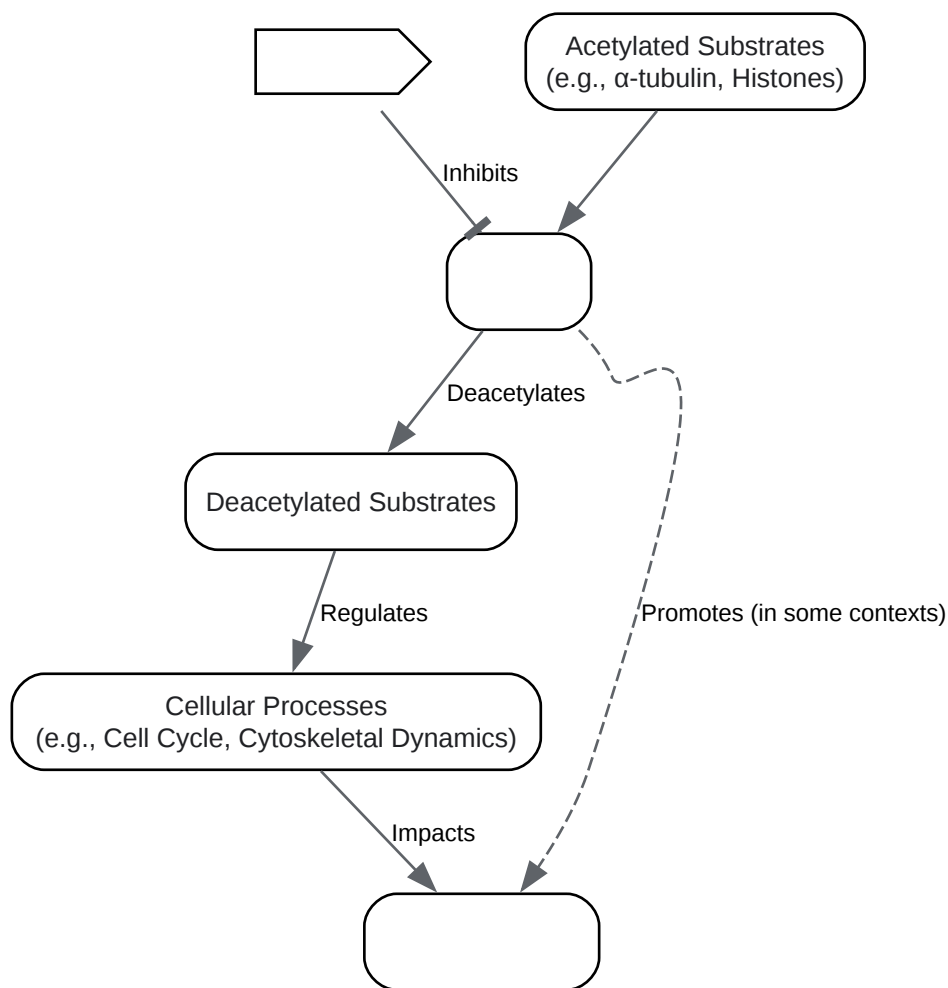 Acetylated Substrates
(e.g., α-tubulin, Histones)
Inhibits
Deacetylates
Deacetylated Substrates
Regulates
Promotes (in some contexts)
Cellular Processes
(e.g., Cell Cycle, Cytoskeletal Dynamics)
Impacts